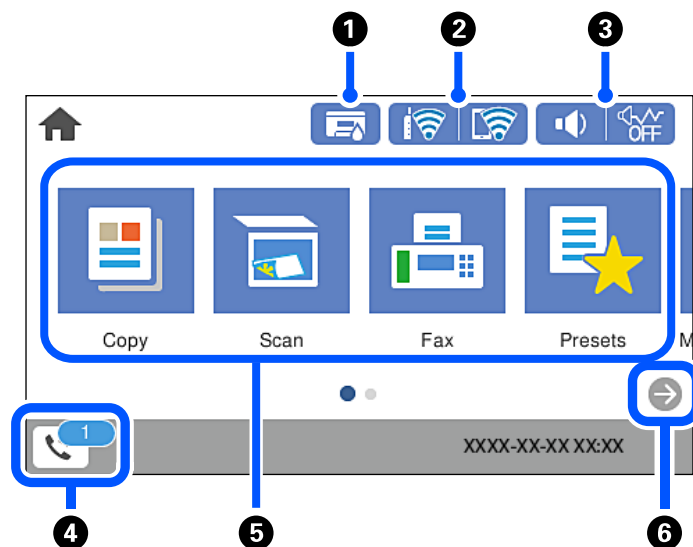 1 2 3
OFF
Copy Scan Fax Presets M
1
XXXX-XX-XX XX:XX
4 5 6